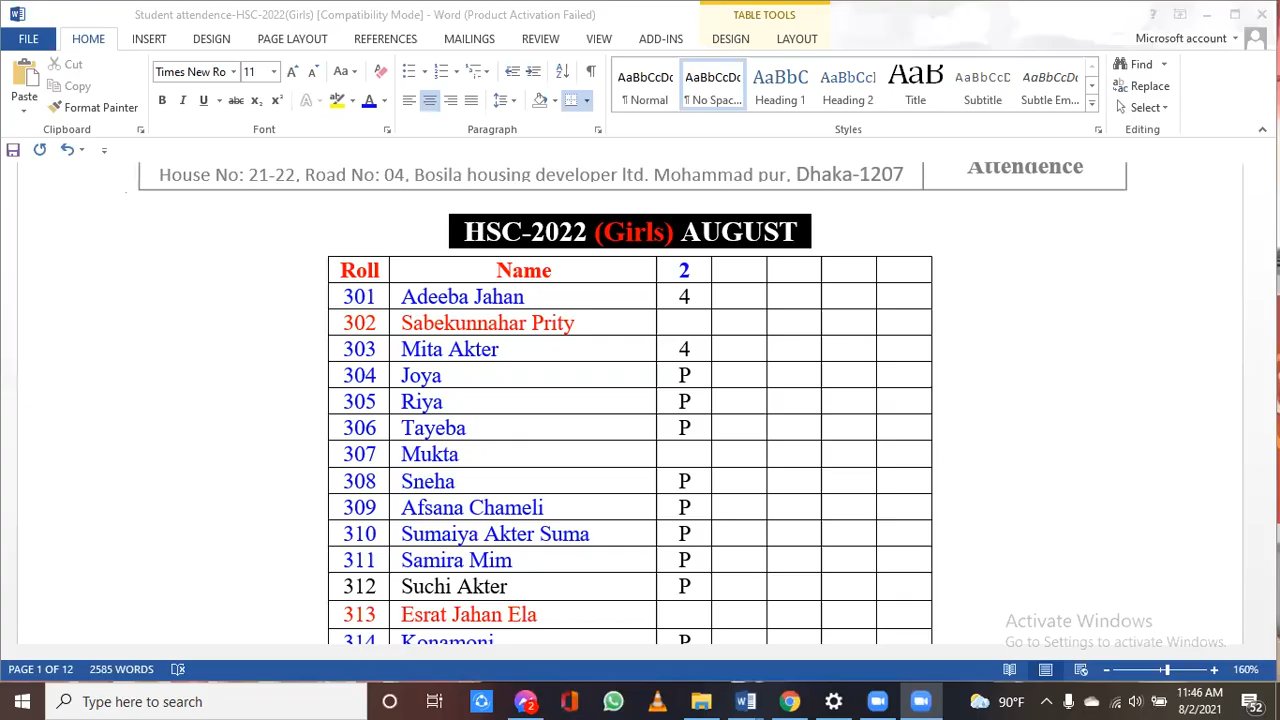 Student attendence-HSC-2022(Girls) [Compatibility Mode] - Word (Product Activation Failed)
TABLE TOOLS
?
FILE HOME INSERT DESIGN PAGE LAYOUT REFERENCES MAILINGS REVIEW VIEW ADD-INS DESIGN LAYOUT
Microsoft account
Cut
Copy
Format Painter
Paste
Clipboard
Times New Ro 11
Aa
B I U abc x₂ x² A A
Font
Paragraph
AaBbCcDc AaBbCcDc AaBbC AaBbCc AaB AaBbCcD AaBbCcDc
¶ Normal ¶ No Spac... Heading 1 Heading 2 Title Subtitle Subtle Em...
Styles
Find
Replace
Select
Editing
House No: 21-22, Road No: 04, Bosila housing developer ltd. Mohammad pur, Dhaka-1207
Attendence
HSC-2022 (Girls) AUGUST
Roll Name 2
301 Adeeba Jahan 4
302 Sabekunnahar Prity
303 Mita Akter 4
304 Joya P
305 Riya P
306 Tayeba P
307 Mukta
308 Sneha P
309 Afsana Chameli P
310 Sumaiya Akter Suma P
311 Samira Mim P
312 Suchi Akter P
313 Esrat Jahan Ela
314 Konamoni P
Activate Windows
Go to Settings to activate Windows.
PAGE 1 OF 12 2585 WORDS
160%
Type here to search
2
90°F
11:46 AM
8/2/2021
52